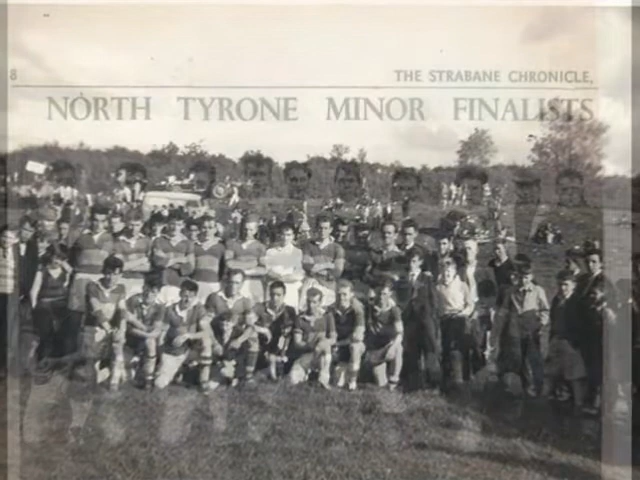 8
THE STRABANE CHRONICLE,
NORTH TYRONE MINOR FINALISTS